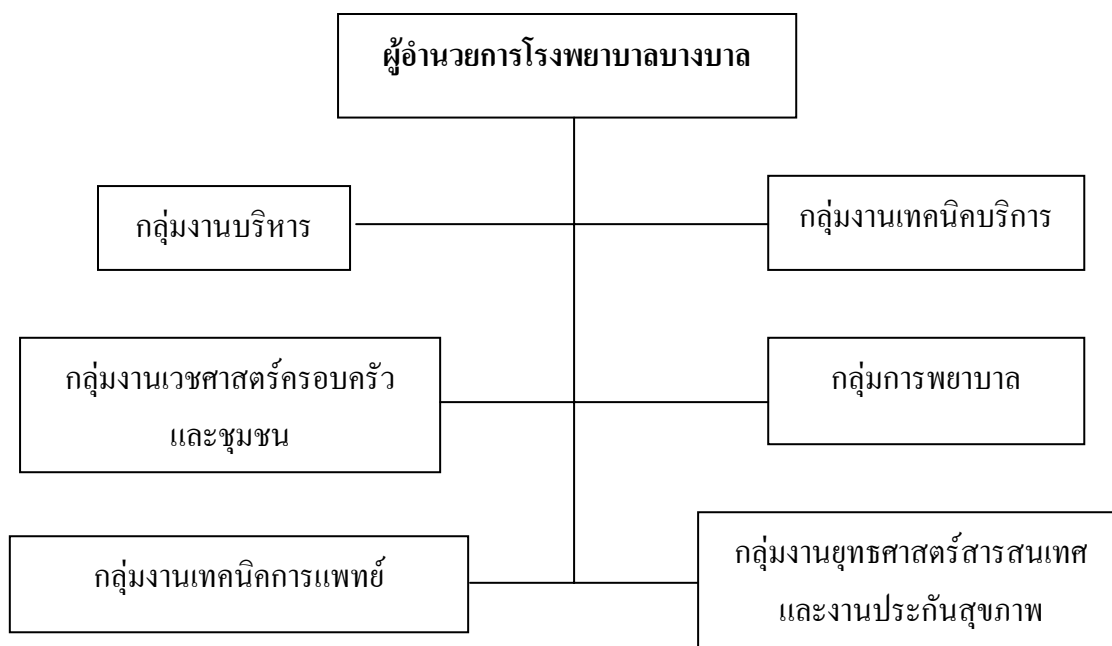 ผู้อำนวยการโรงพยาบาลบางบาล
กลุ่มงานบริหาร
กลุ่มงานเทคนิคบริการ
กลุ่มงานเวชศาสตร์ครอบครัว
และชุมชน
กลุ่มการพยาบาล
กลุ่มงานเทคนิคการแพทย์
กลุ่มงานยุทธศาสตร์สารสนเทศ
และงานประกันสุขภาพ